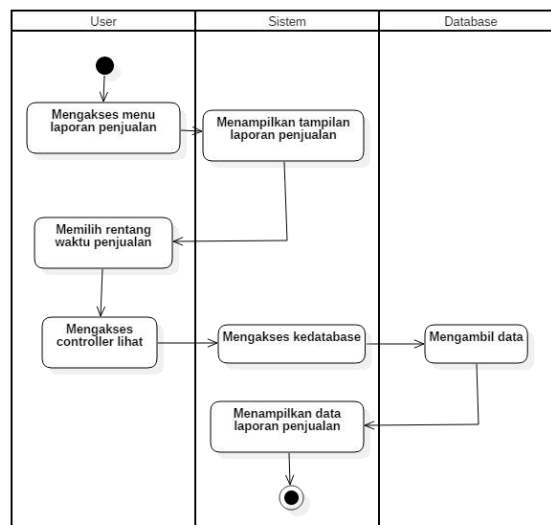 User
Sistem
Database
Mengakses menu
laporan penjualan
Menampilkan tampilan
laporan penjualan
Memilih rentang
waktu penjualan
Mengakses
controller lihat
Mengakses kedatabase
Mengambil data
Menampilkan data
laporan penjualan